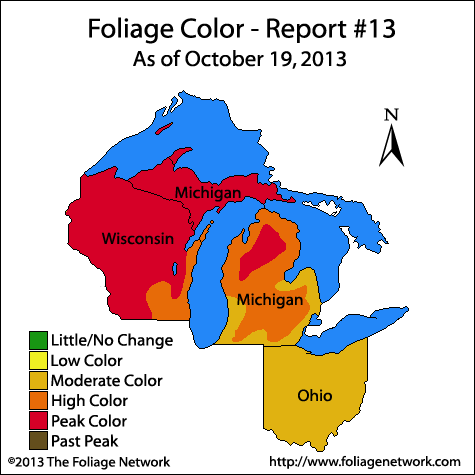 Foliage Color - Report #13
As of October 19, 2013
N
Michigan
Wisconsin
Michigan
Ohio
Little/No Change
Low Color
Moderate Color
High Color
Peak Color
Past Peak
©2013 The Foliage Network
http://www.foliagenetwork.com